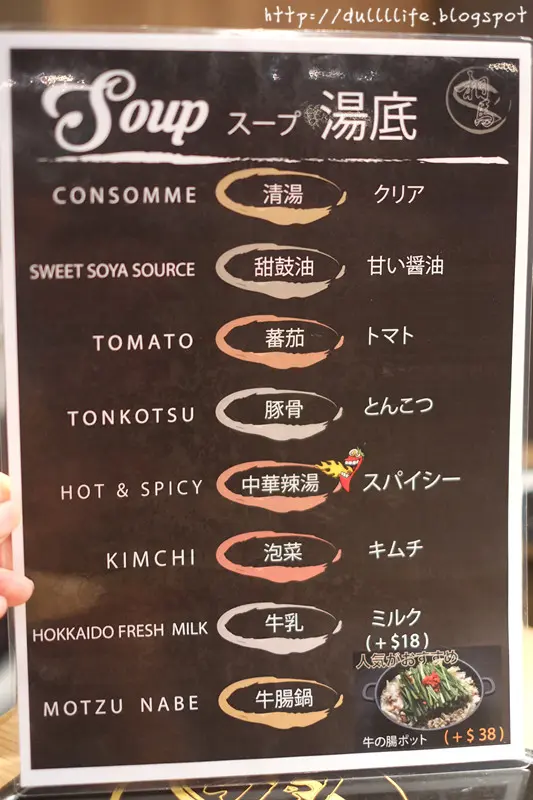 http://dullllife.blogspot
Soup スープ 湯底
CONSOMME 清湯 クリア
SWEET SOYA SOURCE 甜鼓油 甘い醤油
TOMATO 蕃茄 トマト
TONKOTSU 豚骨 とんこつ
HOT & SPICY 中華辣湯 スパイシー
KIMCHI 泡菜 キムチ
HOKKAIDO FRESH MILK 牛乳 ミルク
(+$18)
人気がおすすめ
MOTZU NABE 牛腸鍋
牛の腸ポット (+$38)